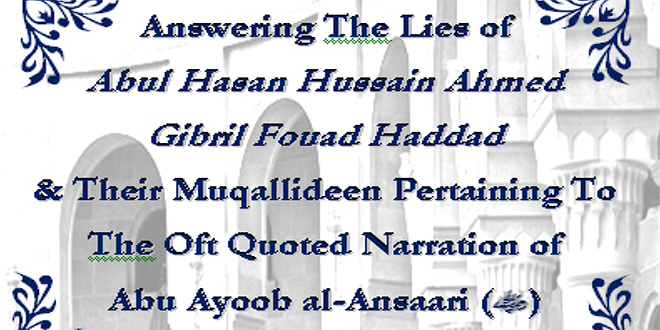 Answering The Lies of
Abul Hasan Hussain Ahmed
Gibril Fouad Haddad
& Their Muqallideen Pertaining To
The Oft Quoted Narration of
Abu Ayoob al-Ansaari ()